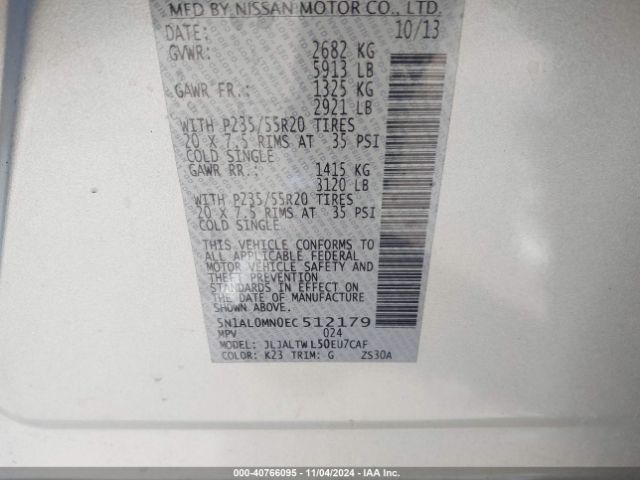 MFD BY NISSAN MOTOR CO., LTD.
DATE: 10/13
GVWR: 2682 KG
5913 LB
GAWR FR.: 1325 KG
2921 LB
WITH P235/55R20 TIRES
20 X 7.5 RIMS AT 35 PSI
COLD SINGLE
GAWR RR.: 1415 KG
3120 LB
WITH P235/55R20 TIRES
20 X 7.5 RIMS AT 35 PSI
COLD SINGLE
THIS VEHICLE CONFORMS TO
ALL APPLICABLE FEDERAL
MOTOR VEHICLE SAFETY AND
THEFT PREVENTION
STANDARDS IN EFFECT ON
THE DATE OF MANUFACTURE
SHOWN ABOVE.
5N1AL0MN0EC512179
MPV 024
MODEL: JLJALTWL50EU7CAF
COLOR: K23 TRIM: G ZS30A
000-40766095 - 11/04/2024 - IAA Inc.